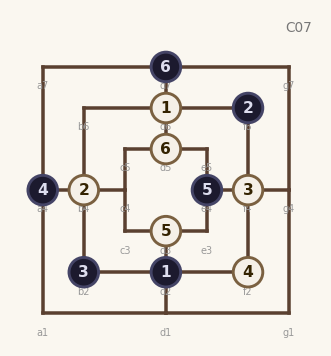 C07
6
a7 d7 g7
1 2
b6 d6 f6
6
c5 d5 e5
4 2 5 3
a4 b4 c4 e4 f4 g4
5
c3 d3 e3
3 1 4
b2 d2 f2
a1 d1 g1